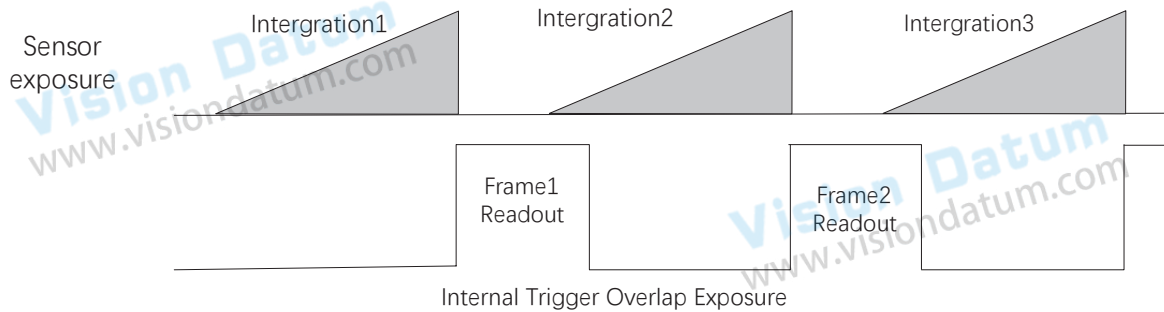 Intergration1
Intergration2
Intergration3
Sensor
exposure
Vision Datum
www.visiondatum.com
Frame1
Readout
Frame2
Readout
Vision Datum
www.visiondatum.com
Internal Trigger Overlap Exposure